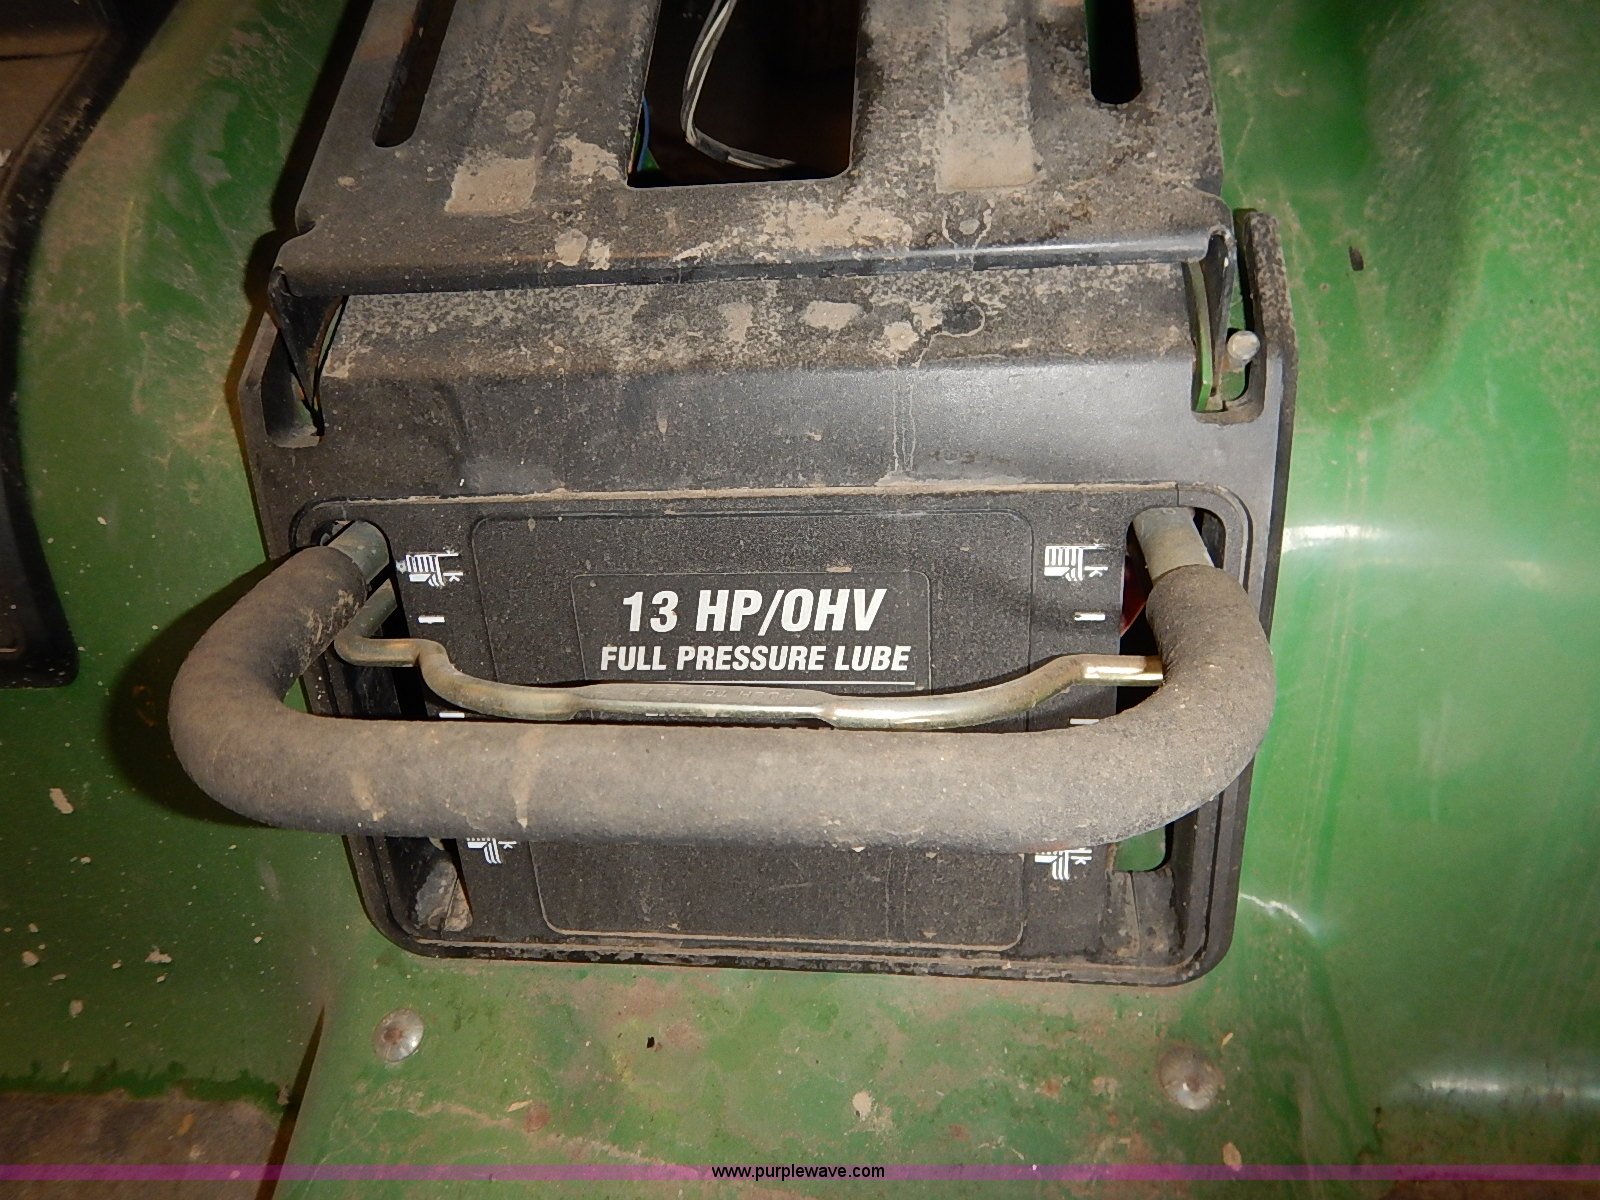 13 HP/OHV
FULL PRESSURE LUBE
www.purplewave.com